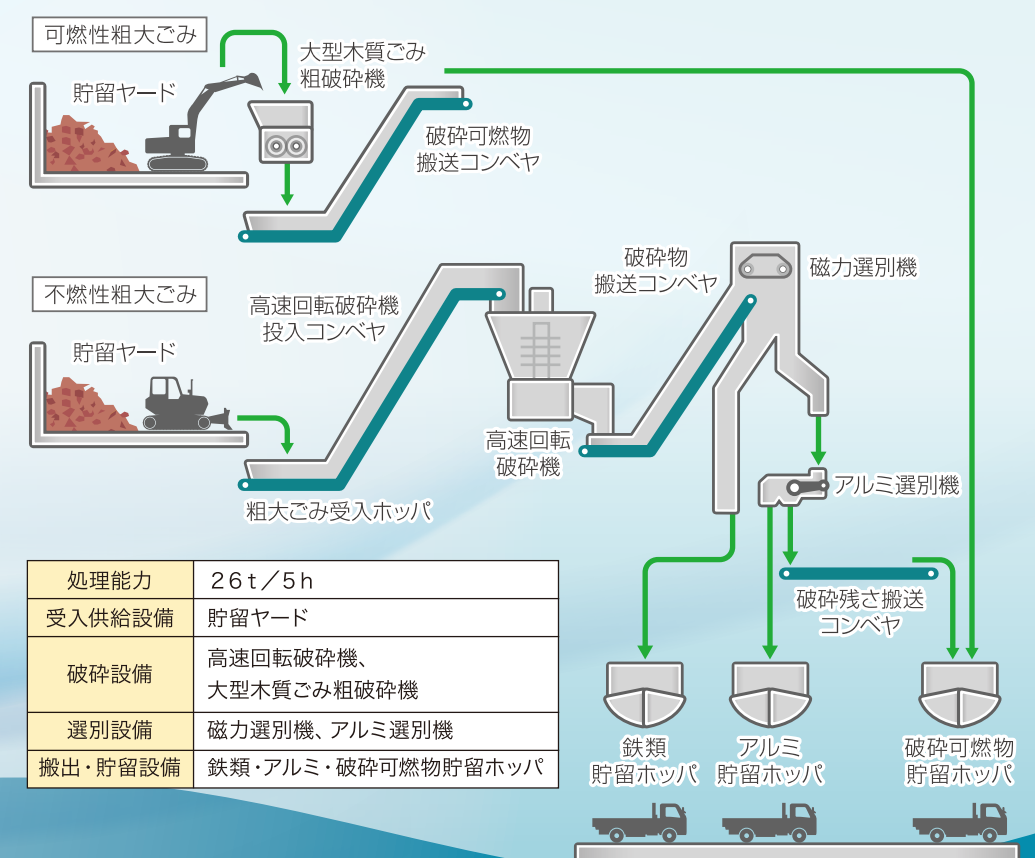 可燃性粗大ごみ
貯留ヤード
大型木質ごみ
粗破砕機
破砕可燃物
搬送コンベヤ
不燃性粗大ごみ
貯留ヤード
高速回転破砕機
投入コンベヤ
粗大ごみ受入ホッパ
高速回転
破砕機
破砕物
搬送コンベヤ
磁力選別機
アルミ選別機
破砕残さ搬送
コンベヤ
鉄類
貯留ホッパ
アルミ
貯留ホッパ
破砕可燃物
貯留ホッパ
処理能力 26t/5h
受入供給設備 貯留ヤード
破砕設備 高速回転破砕機、
大型木質ごみ粗破砕機
選別設備 磁力選別機、アルミ選別機
搬出・貯留設備 鉄類・アルミ・破砕可燃物貯留ホッパ